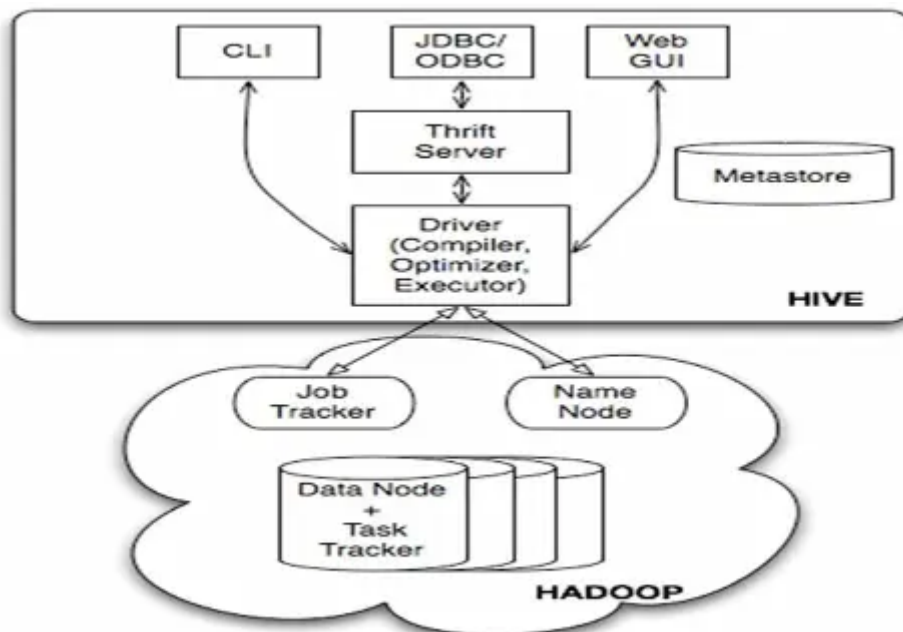 CLI
JDBC/
ODBC
Web
GUI
Thrift
Server
Metastore
Driver
(Compiler,
Optimizer,
Executor)
HIVE
Job
Tracker
Name
Node
Data Node
+
Task
Tracker
HADOOP